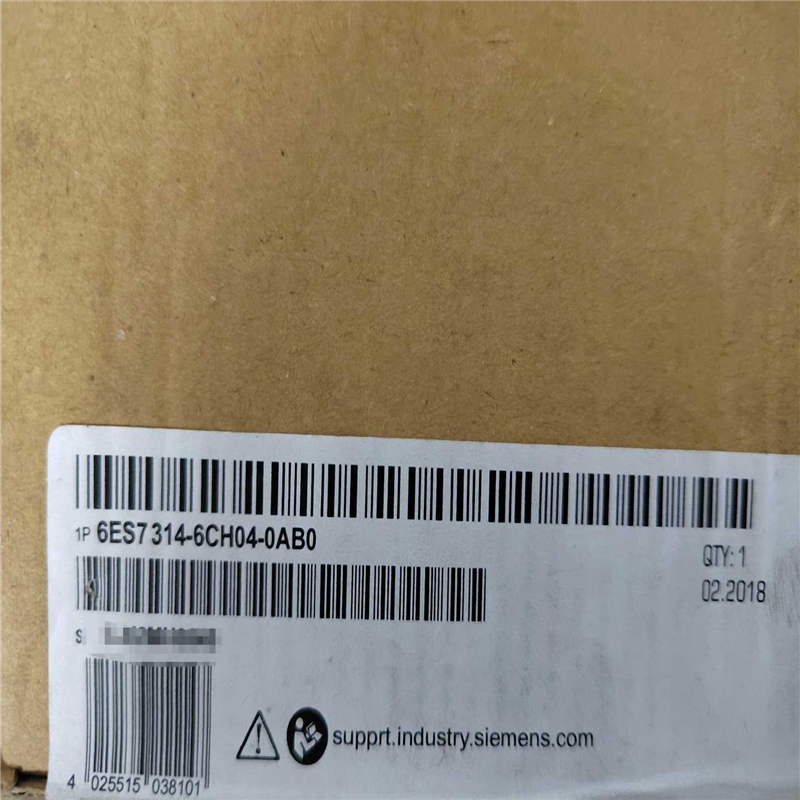 1P 6ES7 314-6CH04-0AB0
QTY: 1
02.2018
S
supprt.industry.siemens.com
4 025515 038101